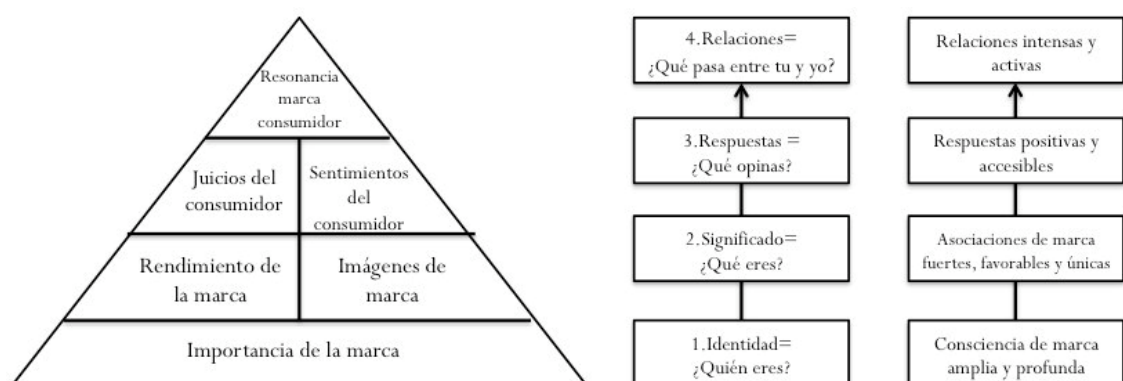 Resonancia
marca
consumidor
Juicios del
consumidor
Sentimientos
del
consumidor
Rendimiento de
la marca
Imágenes de
marca
Importancia de la marca
4.Relaciones=
¿Qué pasa entre tu y yo?
3.Respuestas =
¿Qué opinas?
2.Significado=
¿Qué eres?
1.Identidad=
¿Quién eres?
Relaciones intensas y
activas
Respuestas positivas y
accesibles
Asociaciones de marca
fuertes, favorables y únicas
Consciencia de marca
amplia y profunda